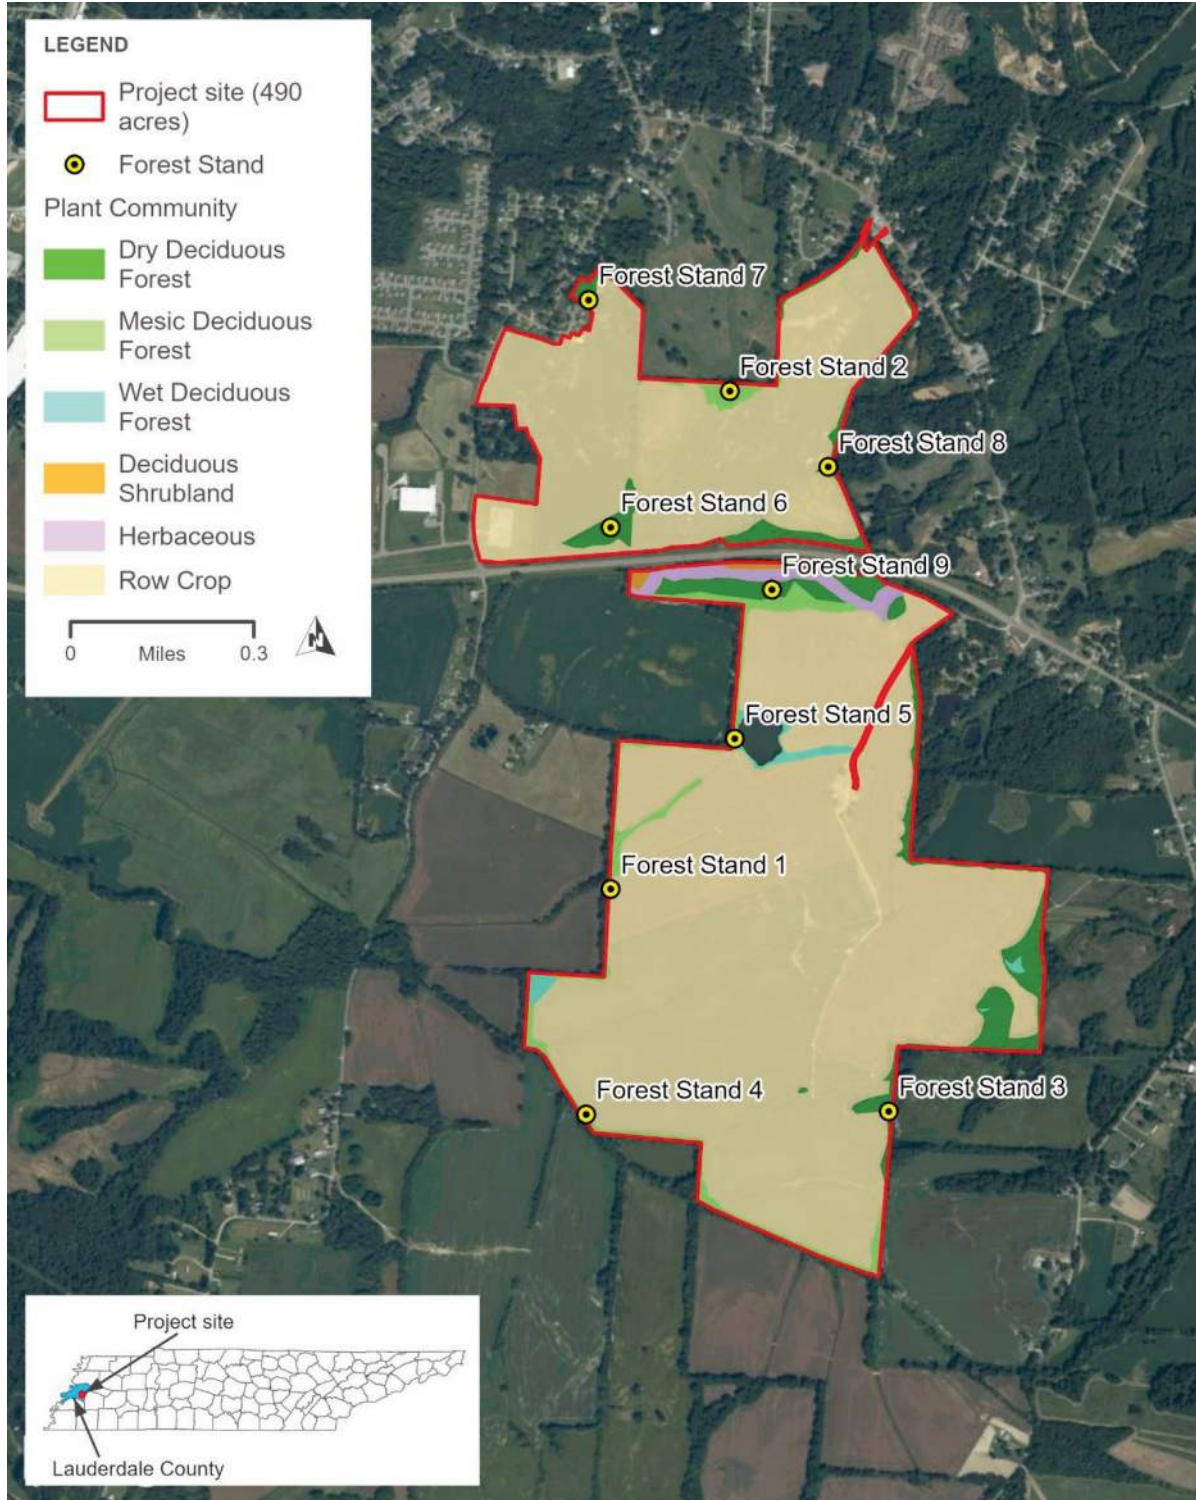 LEGEND
Project site (490
acres)
Forest Stand
Plant Community
Dry Deciduous
Forest
Mesic Deciduous
Forest
Wet Deciduous
Forest
Deciduous
Shrubland
Herbaceous
Row Crop
0 Miles 0.3
N
Forest Stand 7
Forest Stand 2
Forest Stand 8
Forest Stand 6
Forest Stand 9
Forest Stand 5
Forest Stand 1
Forest Stand 4
Forest Stand 3
Project site
Lauderdale County